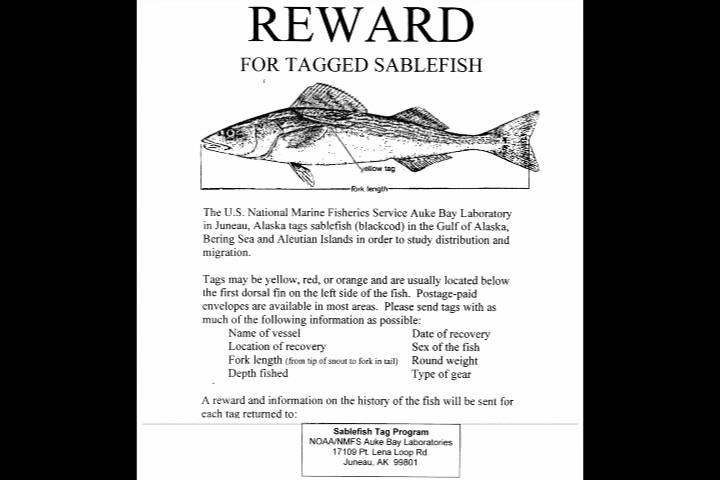 REWARD
FOR TAGGED SABLEFISH
yellow tag
fork length
The U.S. National Marine Fisheries Service Auke Bay Laboratory
in Juneau, Alaska tags sablefish (blackcod) in the Gulf of Alaska,
Bering Sea and Aleutian Islands in order to study distribution and
migration.
Tags may be yellow, red, or orange and are usually located below
the first dorsal fin on the left side of the fish. Postage-paid
envelopes are available in most areas. Please send tags with as
much of the following information as possible:
Name of vessel Date of recovery
Location of recovery Sex of the fish
Fork length (from tip of snout to fork in tail) Round weight
Depth fished Type of gear
A reward and information on the history of the fish will be sent for
each tag returned to:
Sablefish Tag Program
NOAA/NMFS Auke Bay Laboratories
17109 Pt. Lena Loop Rd.
Juneau, AK 99801